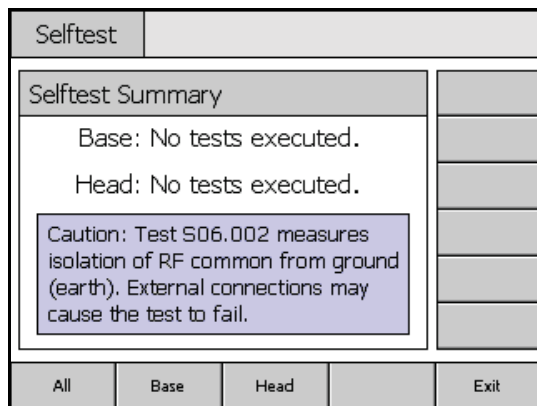 Selftest
Selftest Summary
Base: No tests executed.
Head: No tests executed.
Caution: Test S06.002 measures
isolation of RF common from ground
(earth). External connections may
cause the test to fail.
All
Base
Head
Exit